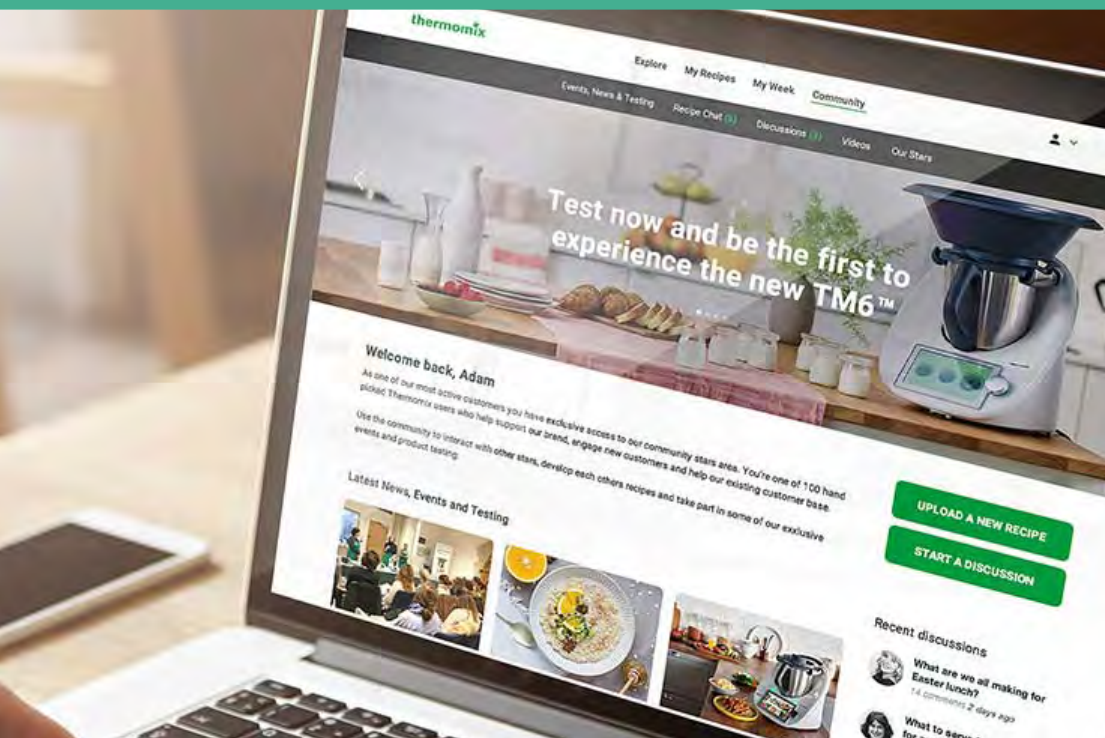 thermomix
Explore My Recipes My Week Community
Events, News & Testing Recipe Chat (5) Discussions (3) Videos Our Stars
Test now and be the first to
experience the new TM6™
Welcome back, Adam
As one of our most active customers you have exclusive access to our community stars area. You're one of 100 hand
picked Thermomix users who help support our brand, engage new customers and help our existing customer base.
Use the community to interact with other stars, develop each others recipes and take part in some of our exxlusive
events and product testing.
UPLOAD A NEW RECIPE
START A DISCUSSION
Latest News, Events and Testing
Recent discussions
What are we all making for
Easter lunch?
14 comments 2 days ago
What to serve